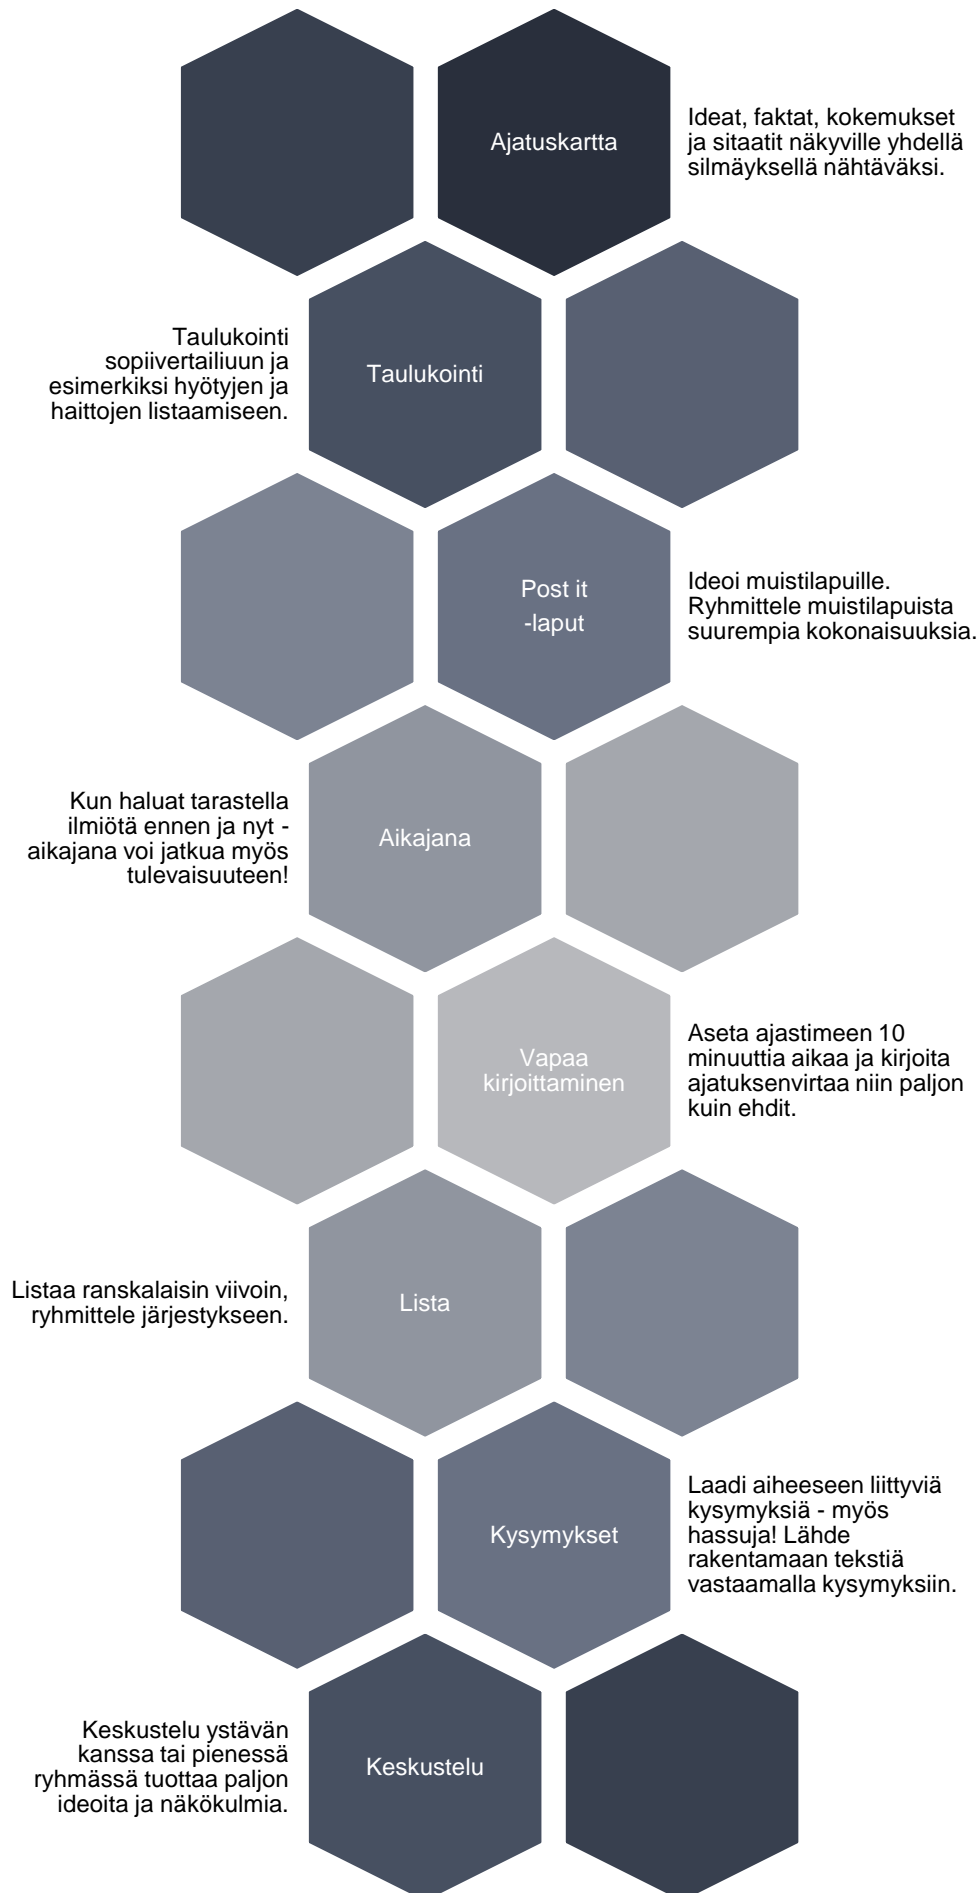 Ajatuskartta
Ideat, faktat, kokemukset
ja sitaatit näkyville yhdellä
silmäyksellä nähtäväksi.
Taulukointi
sopiivertailiuun ja
esimerkiksi hyötyjen ja
haittojen listaamiseen.
Taulukointi
Post it
-laput
Ideoi muistilapuille.
Ryhmittele muistilapuista
suurempia kokonaisuuksia.
Kun haluat tarastella
ilmiötä ennen ja nyt -
aikajana voi jatkua myös
tulevaisuuteen!
Aikajana
Vapaa
kirjoittaminen
Aseta ajastimeen 10
minuuttia aikaa ja kirjoita
ajatuksenvirtaa niin paljon
kuin ehdit.
Listaa ranskalaisin viivoin,
ryhmittele järjestykseen.
Lista
Kysymykset
Laadi aiheeseen liittyviä
kysymyksiä - myös
hassuja! Lähde
rakentamaan tekstiä
vastaamalla kysymyksiin.
Keskustelu ystävän
kanssa tai pienessä
ryhmässä tuottaa paljon
ideoita ja näkökulmia.
Keskustelu